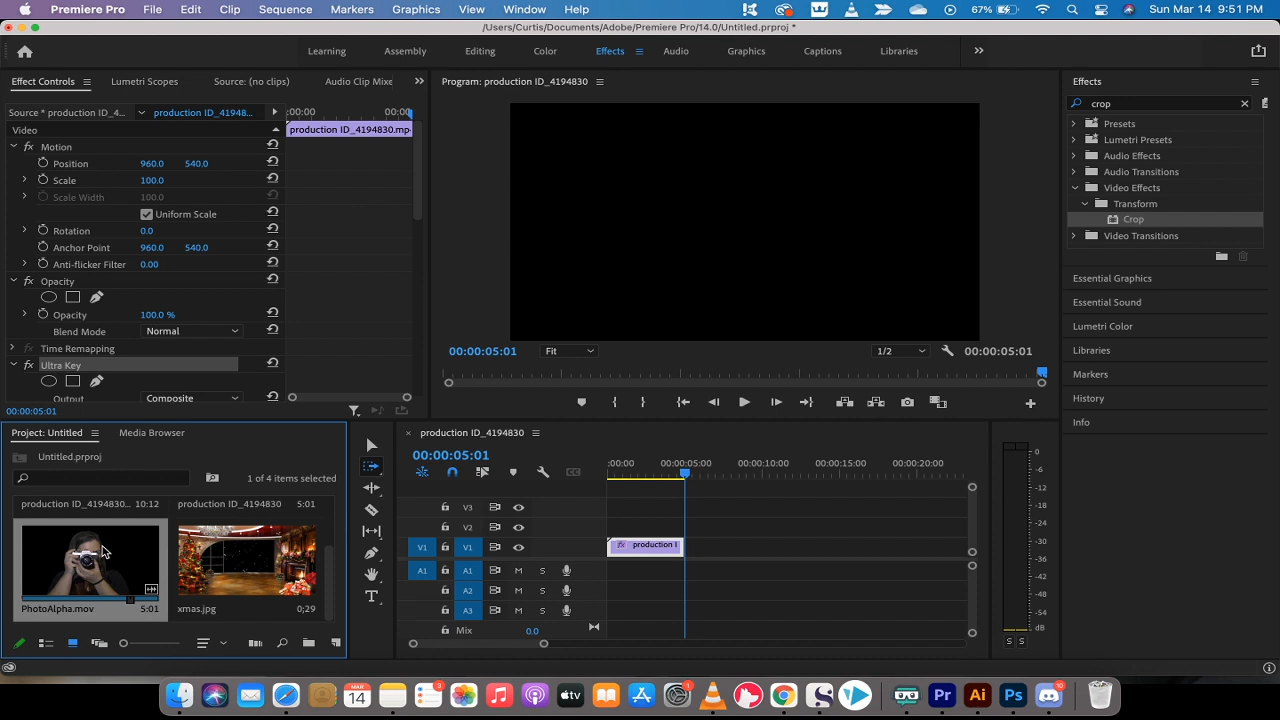 Premiere Pro File Edit Clip Sequence Markers Graphics View Window Help 67% Sun Mar 14 9:51 PM
/Users/Curtis/Documents/Adobe/Premiere Pro/14.0/Untitled.prproj *
Learning Assembly Editing Color Effects Audio Graphics Captions Libraries
Effect Controls Lumetri Scopes Source: (no clips) Audio Clip Mixe
Program: production ID_4194830
Effects
Source * production ID_4... production ID_41948... :00:00 00:00
crop
Video production ID_4194830.mp
Presets
Motion
Lumetri Presets
Position 960.0 540.0
Audio Effects
Scale 100.0
Audio Transitions
Scale Width 100.0
Video Effects
Uniform Scale
Transform
Rotation 0.0
Crop
Anchor Point 960.0 540.0
Video Transitions
Anti-flicker Filter 0.00
Opacity
Essential Graphics
Opacity 100.0 %
Essential Sound
Blend Mode Normal
Lumetri Color
Time Remapping
00:00:05:01 Fit 1/2 00:00:05:01
Libraries
Ultra Key
Markers
Output Composite
History
00:00:05:01
Info
Project: Untitled Media Browser
production ID_4194830
Untitled.prproj
00:00:05:01
1 of 4 items selected
:00:00 00:00:05:00 00:00:10:00 00:00:15:00 00:00:20:00
production ID_4194830... 10:12 production ID_4194830 5:01
V3
V2
V1 V1 fx production I
A1 A1 M S
A2 M S
A3 M S
Mix 0.0
PhotoAlpha.mov 5:01 xmas.jpg 0;29
0
-6
-12
-18
-24
-30
-36
-42
-48
-54
dB
S S
MAR
14
3
1
tv
Pr Ai Ps
10